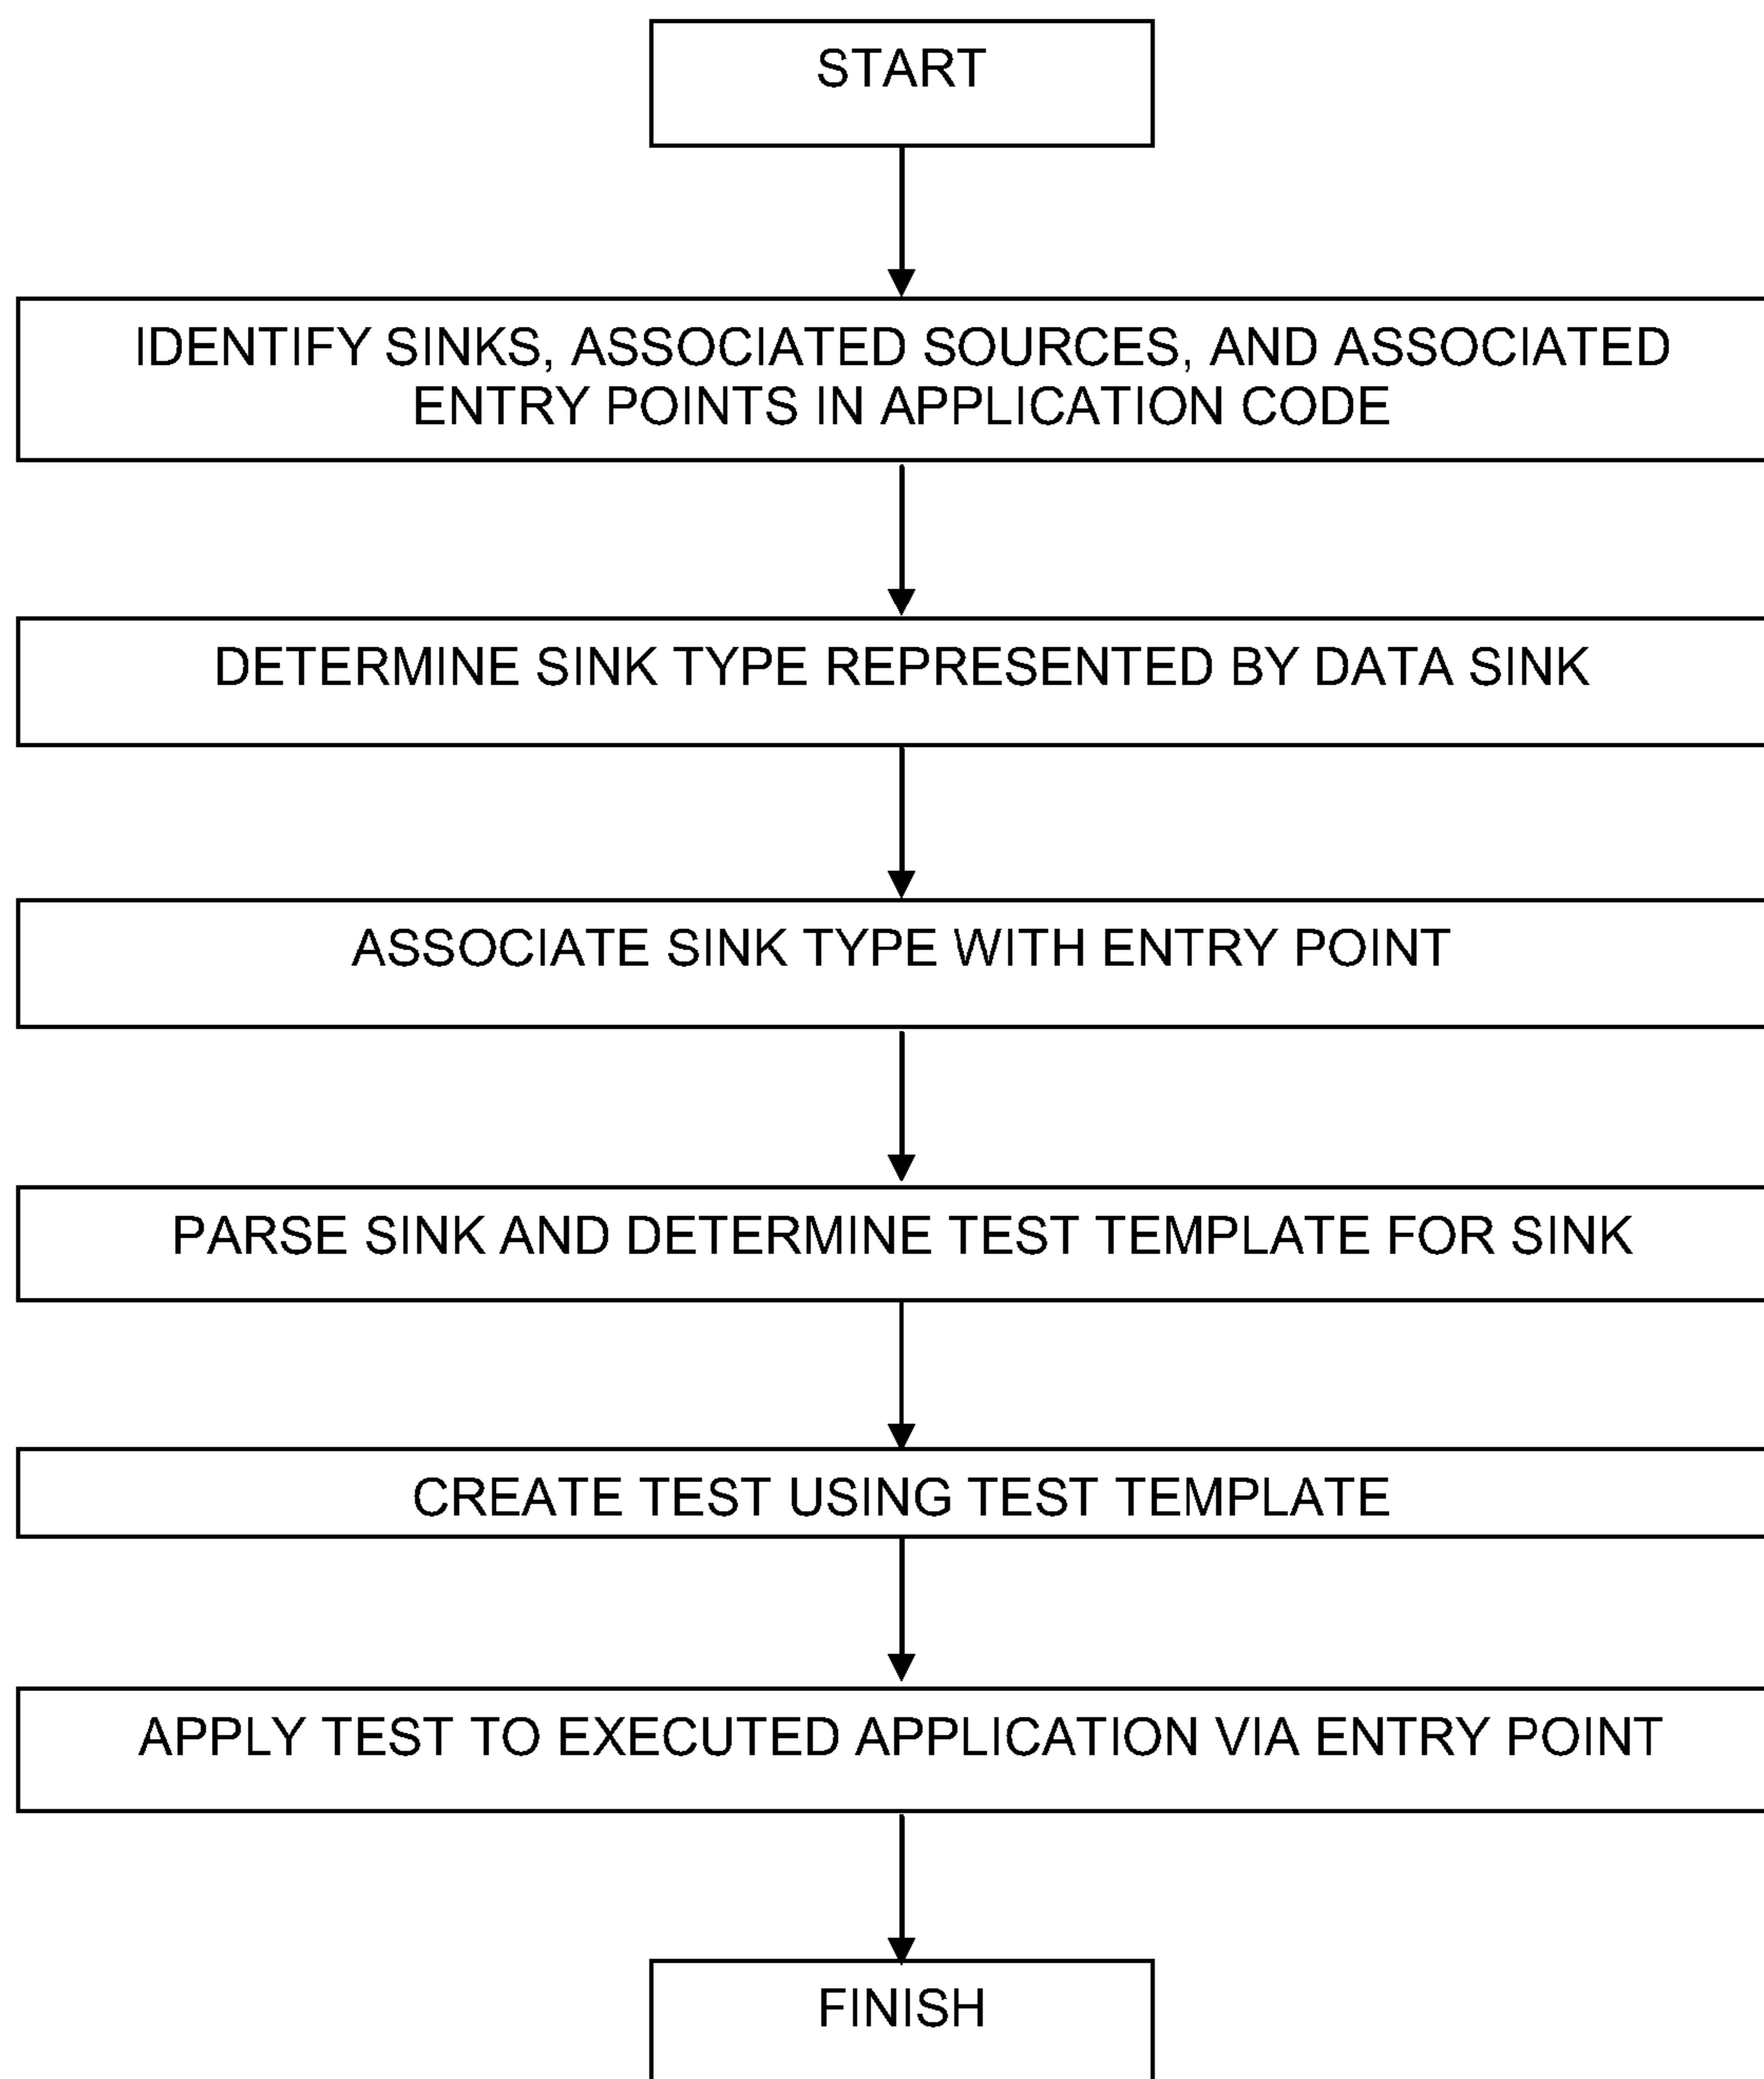 START
IDENTIFY SINKS, ASSOCIATED SOURCES, AND ASSOCIATED
ENTRY POINTS IN APPLICATION CODE
DETERMINE SINK TYPE REPRESENTED BY DATA SINK
ASSOCIATE SINK TYPE WITH ENTRY POINT
PARSE SINK AND DETERMINE TEST TEMPLATE FOR SINK
CREATE TEST USING TEST TEMPLATE
APPLY TEST TO EXECUTED APPLICATION VIA ENTRY POINT
FINISH